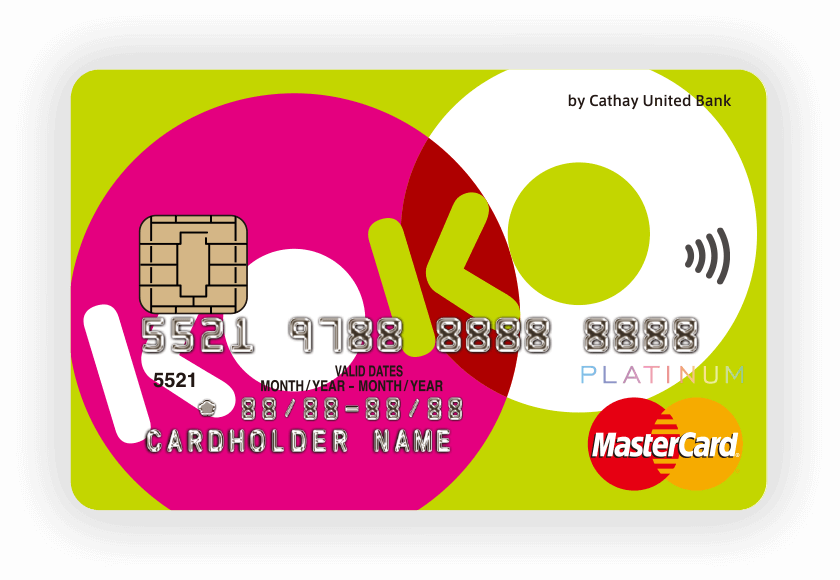 by Cathay United Bank
KOKO
5521 9788 8888 8888
5521
VALID DATES
MONTH/YEAR – MONTH/YEAR
88/88-88/88
PLATINUM
CARDHOLDER NAME
MasterCard